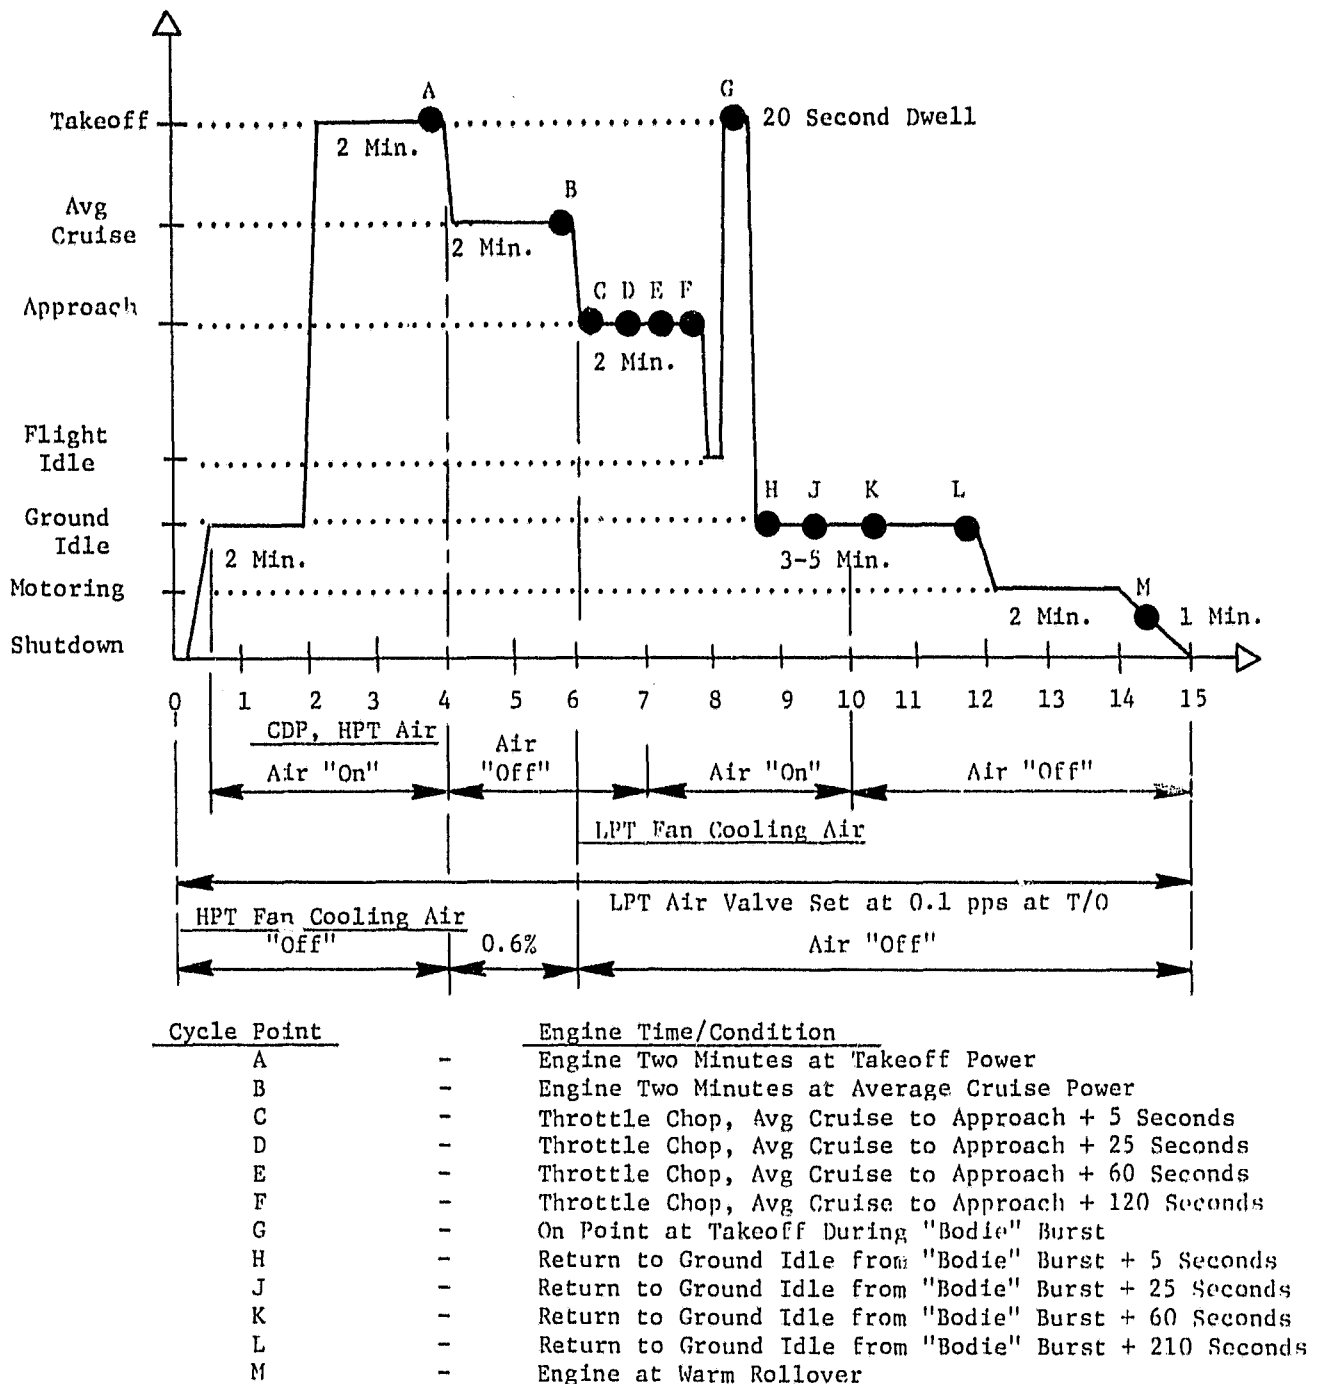 A
G
Takeoff
20 Second Dwell
2 Min.
B
Avg
Cruise
2 Min.
C D E F
Approach
2 Min.
Flight
Idle
H J K L
Ground
Idle
2 Min.
3-5 Min.
Motoring
M
2 Min.
1 Min.
Shutdown
0 1 2 3 4 5 6 7 8 9 10 11 12 13 14 15
CDP, HPT Air
Air "On"
Air
"Off"
Air "On"
Air "Off"
LPT Fan Cooling Air
LPT Air Valve Set at 0.1 pps at T/O
HPT Fan Cooling Air
"Off"
0.6%
Air "Off"
Cycle Point Engine Time/Condition
A - Engine Two Minutes at Takeoff Power
B - Engine Two Minutes at Average Cruise Power
C - Throttle Chop, Avg Cruise to Approach + 5 Seconds
D - Throttle Chop, Avg Cruise to Approach + 25 Seconds
E - Throttle Chop, Avg Cruise to Approach + 60 Seconds
F - Throttle Chop, Avg Cruise to Approach + 120 Seconds
G - On Point at Takeoff During "Bodie" Burst
H - Return to Ground Idle from "Bodie" Burst + 5 Seconds
J - Return to Ground Idle from "Bodie" Burst + 25 Seconds
K - Return to Ground Idle from "Bodie" Burst + 60 Seconds
L - Return to Ground Idle from "Bodie" Burst + 210 Seconds
M - Engine at Warm Rollover